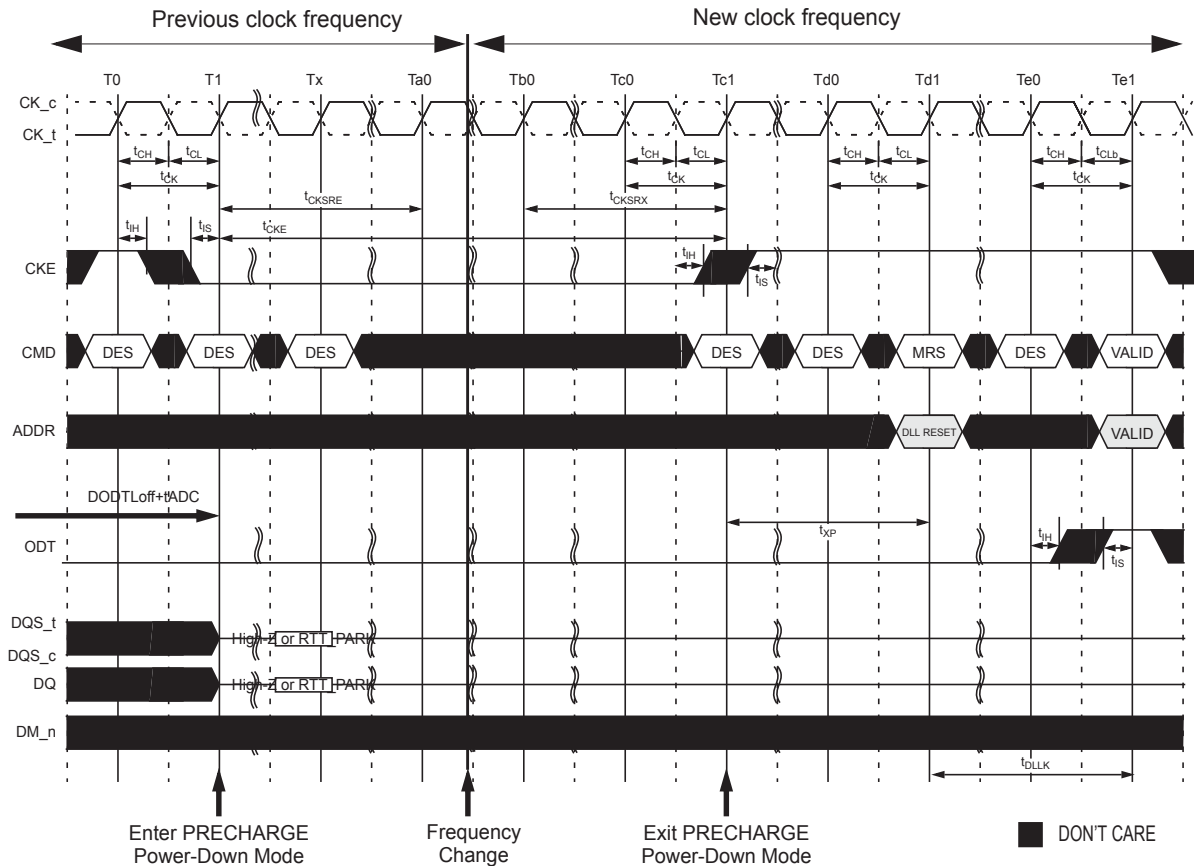 Previous clock frequency
New clock frequency
T0 T1 Tx Ta0 Tb0 Tc0 Tc1 Td0 Td1 Te0 Te1
CK_c
CK_t
tCH tCL tCH tCL tCH tCL tCH tCLb
tCK tCK tCK tCK
tCKSRE tCKSRX
tIH tIS tCKE
CKE
tIH
tIS
CMD DES DES DES DES DES MRS DES VALID
ADDR DLL RESET VALID
DODTLoff+tADC
tXP
ODT
tIH
tIS
DQS_t
High-Z or RTT_PARK
DQS_c
DQ High-Z or RTT_PARK
DM_n
tDLLK
Enter PRECHARGE
Power-Down Mode
Frequency
Change
Exit PRECHARGE
Power-Down Mode
DON'T CARE